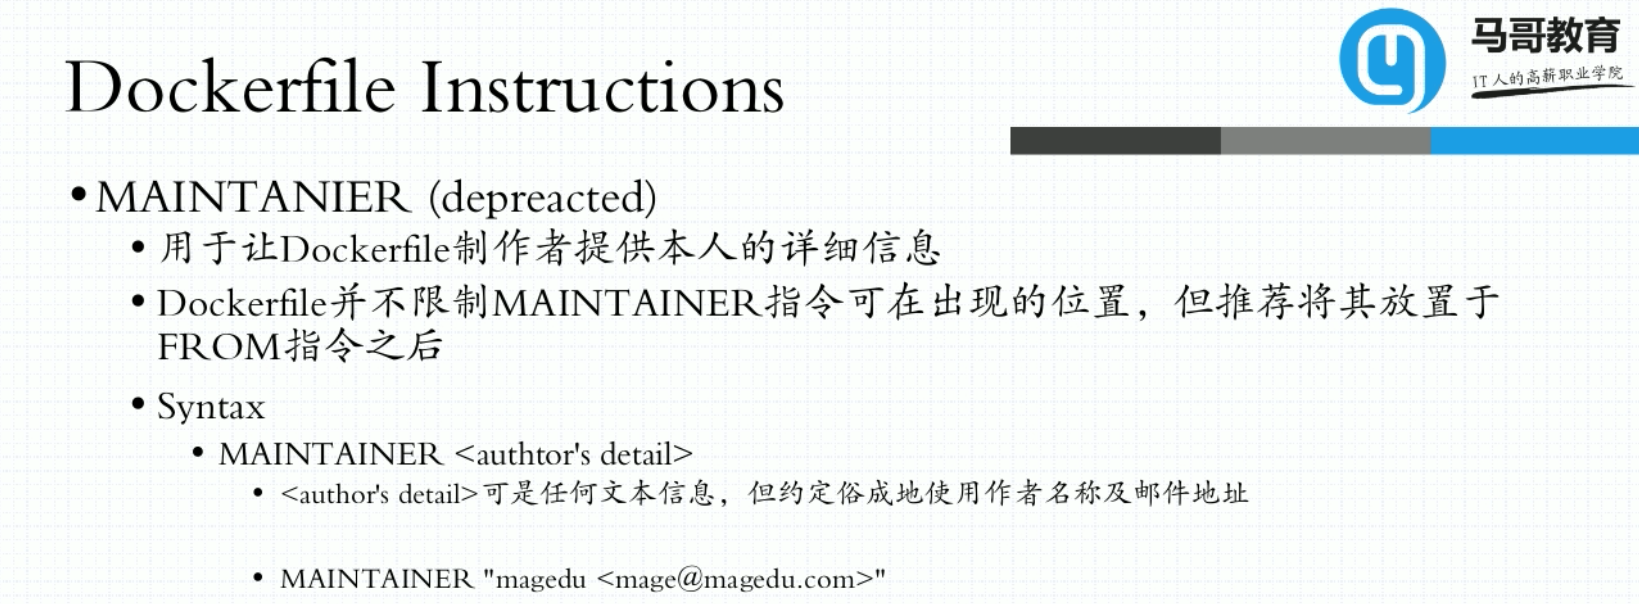 马哥教育
IT人的高薪职业学院
Dockerfile Instructions
•MAINTANIER (depreacted)
• 用于让Dockerfile制作者提供本人的详细信息
• Dockerfile并不限制MAINTAINER指令可在出现的位置，但推荐将其放置于
FROM指令之后
• Syntax
• MAINTAINER <authtor's detail>
• <author's detail>可是任何文本信息，但约定俗成地使用作者名称及邮件地址
• MAINTAINER "magedu <mage@magedu.com>"